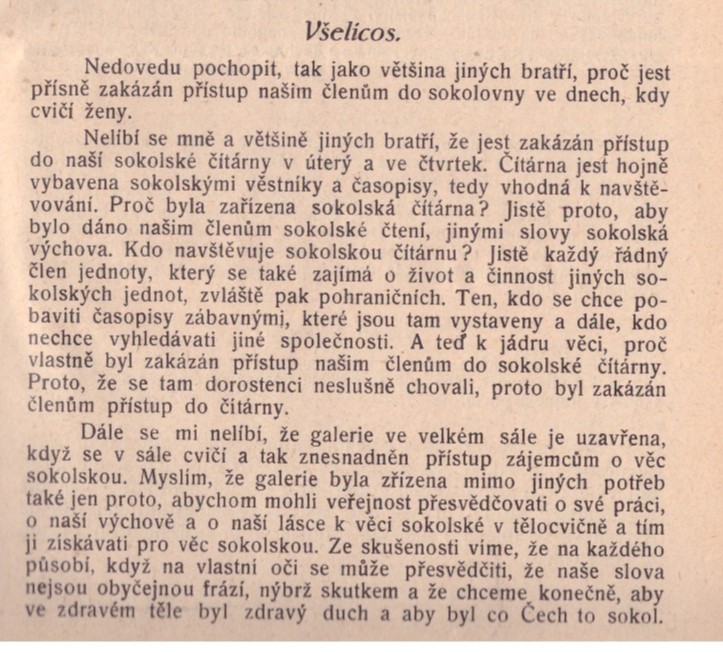 Všelicos.
Nedovedu pochopit, tak jako většina jiných bratří, proč jest
přísně zakázán přístup našim členům do sokolovny ve dnech, kdy
cvičí ženy.
Nelíbí se mně a většině jiných bratří, že jest zakázán přístup
do naší sokolské čítárny v úterý a ve čtvrtek. Čítárna jest hojně
vybavena sokolskými věstníky a časopisy, tedy vhodná k navště-
vování. Proč byla zařízena sokolská čítárna? Jistě proto, aby
bylo dáno našim členům sokolské čtení, jinými slovy sokolská
výchova. Kdo navštěvuje sokolskou čítárnu? Jistě každý řádný
člen jednoty, který se také zajímá o život a činnost jiných so-
kolských jednot, zvláště pak pohraničních. Ten, kdo se chce po-
baviti časopisy zábavnými, které jsou tam vystaveny a dále, kdo
nechce vyhledávati jiné společnosti. A teď k jádru věci, proč
vlastně byl zakázán přístup našim členům do sokolské čítárny.
Proto, že se tam dorostenci neslušně chovali, proto byl zakázán
členům přístup do čítárny.
Dále se mi nelíbí, že galerie ve velkém sále je uzavřena,
když se v sále cvičí a tak znesnadněn přístup zájemcům o věc
sokolskou. Myslím, že galerie byla zřízena mimo jiných potřeb
také jen proto, abychom mohli veřejnost přesvědčovati o své práci,
o naší výchově a o naší lásce k věci sokolské v tělocvičně a tím
ji získávati pro věc sokolskou. Ze skušenosti víme, že na každého
působí, když na vlastní oči se může přesvědčiti, že naše slova
nejsou obyčejnou frází, nýbrž skutkem a že chceme konečně, aby
ve zdravém těle byl zdravý duch a aby byl co Čech to sokol.